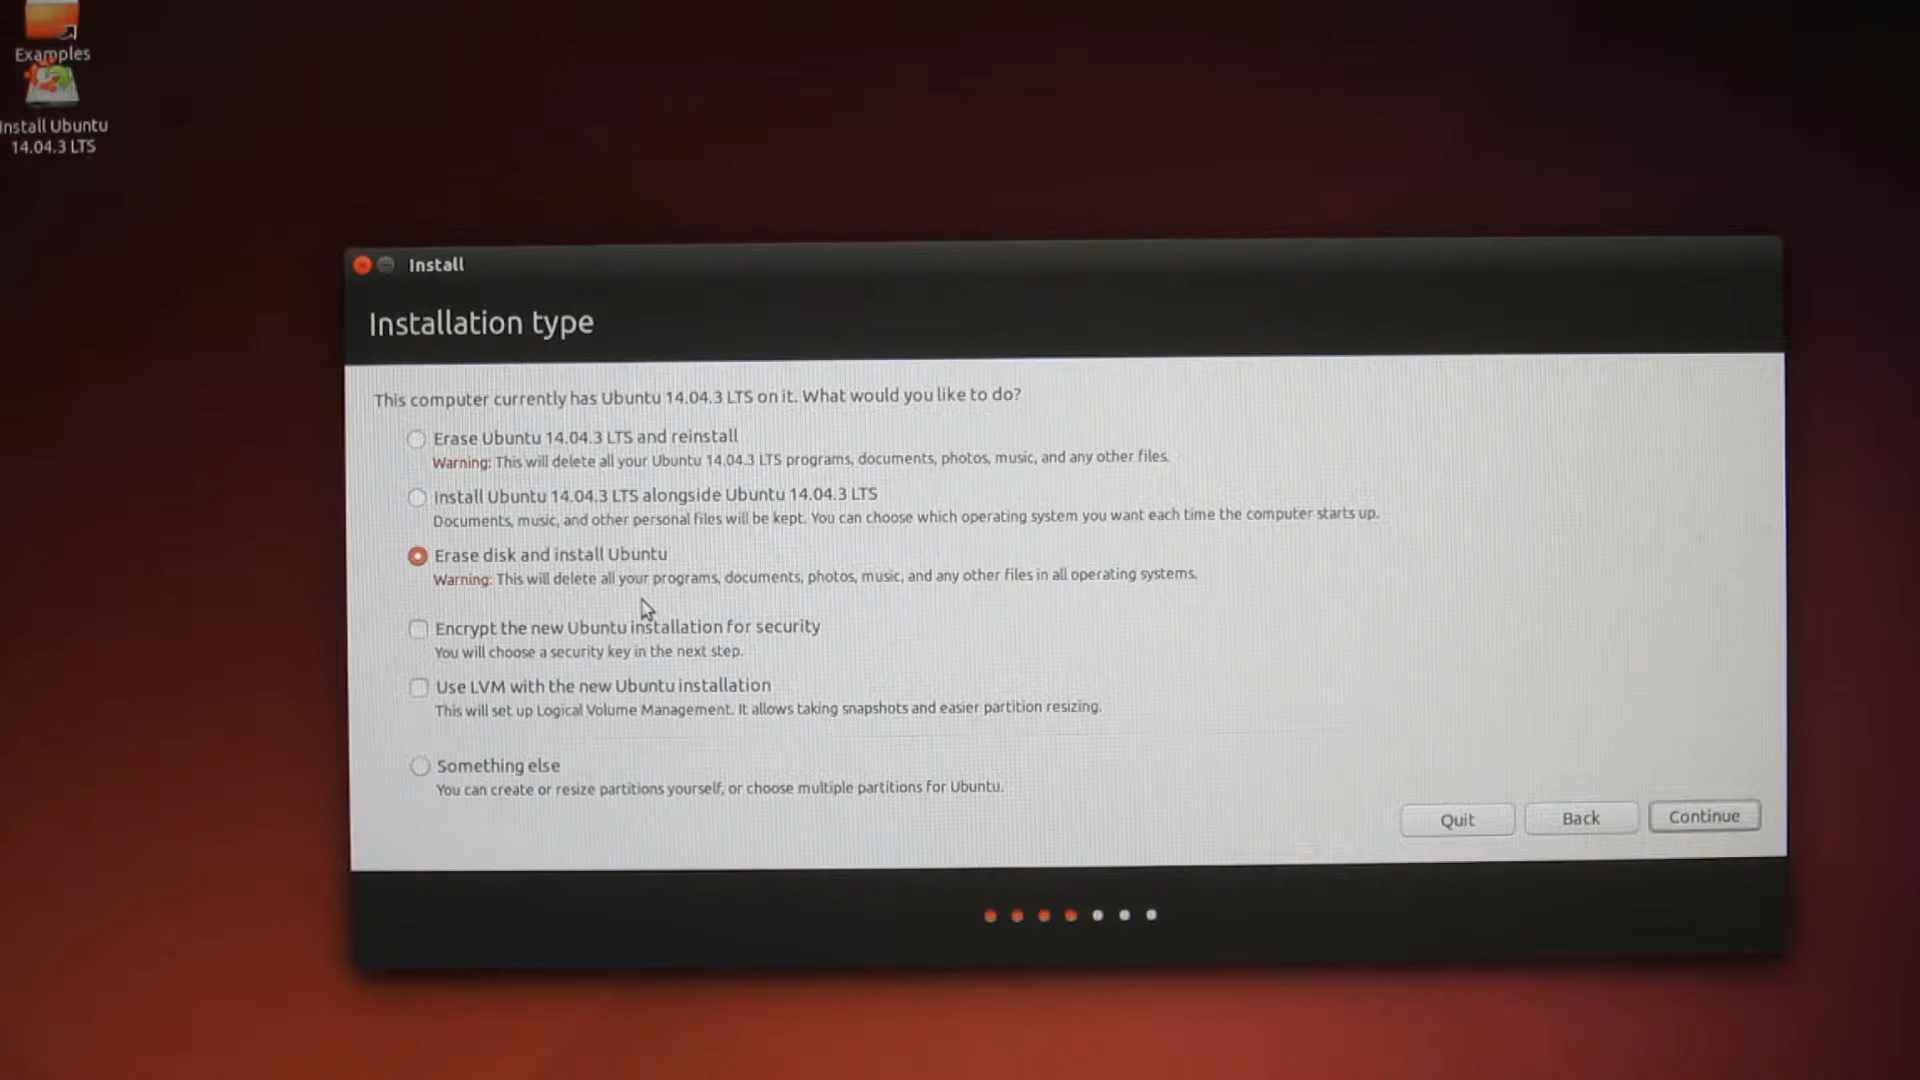 Examples
Install Ubuntu
14.04.3 LTS
Install
Installation type
This computer currently has Ubuntu 14.04.3 LTS on it. What would you like to do?
Erase Ubuntu 14.04.3 LTS and reinstall
Warning: This will delete all your Ubuntu 14.04.3 LTS programs, documents, photos, music, and any other files.
Install Ubuntu 14.04.3 LTS alongside Ubuntu 14.04.3 LTS
Documents, music, and other personal files will be kept. You can choose which operating system you want each time the computer starts up.
Erase disk and install Ubuntu
Warning: This will delete all your programs, documents, photos, music, and any other files in all operating systems.
Encrypt the new Ubuntu installation for security
You will choose a security key in the next step.
Use LVM with the new Ubuntu installation
This will set up Logical Volume Management. It allows taking snapshots and easier partition resizing.
Something else
You can create or resize partitions yourself, or choose multiple partitions for Ubuntu.
Quit
Back
Continue